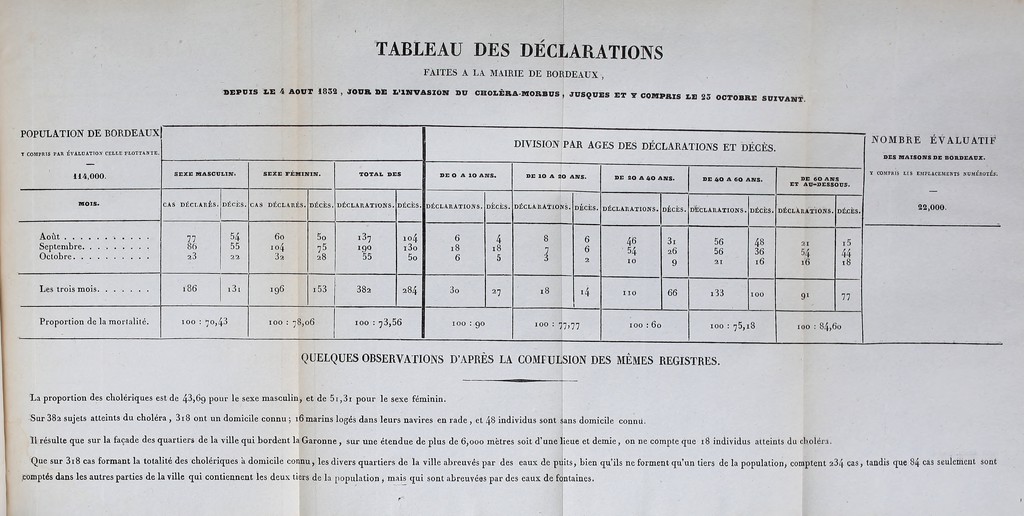 TABLEAU DES DÉCLARATIONS
FAITES A LA MAIRIE DE BORDEAUX,
DEPUIS LE 4 AOUT 1832, JOUR DE L'INVASION DU CHOLÉRA-MORBUS, JUSQUES ET Y COMPRIS LE 23 OCTOBRE SUIVANT.
POPULATION DE BORDEAUX
Y COMPRIS PAR ÉVALUATION CELLE FLOTTANTE.
114,000.
DIVISION PAR AGES DES DÉCLARATIONS ET DÉCÈS.
NOMBRE ÉVALUATIF
DES MAISONS DE BORDEAUX.
Y COMPRIS LES EMPLACEMENTS NUMÉROTÉS.
22,000.
SEXE MASCULIN. SEXE FÉMININ. TOTAL DES DE 0 A 10 ANS. DE 10 A 20 ANS. DE 20 A 40 ANS. DE 40 A 60 ANS. DE 60 ANS ET AU-DESSOUS.
MOIS. CAS DÉCLARÉS. DÉCÈS. CAS DÉCLARÉS. DÉCÈS. DÉCLARATIONS. DÉCÈS. DÉCLARATIONS. DÉCÈS. DÉCLARATIONS. DÉCÈS. DÉCLARATIONS. DÉCÈS. DÉCLARATIONS. DÉCÈS. DÉCLARATIONS. DÉCÈS.
Août . . . . . . . . . . . 77 54 60 50 137 104 6 4 8 6 46 31 56 48 21 15
Septembre. . . . . . . . . 86 55 104 75 190 130 18 18 7 6 54 26 56 36 54 44
Octobre. . . . . . . . . . 23 22 32 28 55 50 6 5 3 2 10 9 21 16 16 18
Les trois mois. . . . . . . 186 131 196 153 382 284 30 27 18 14 110 66 133 100 91 77
Proportion de la mortalité. 100 : 70,43 100 : 78,06 100 : 73,56 100 : 90 100 : 77,77 100 : 60 100 : 75,18 100 : 84,60
QUELQUES OBSERVATIONS D'APRÈS LA COMPULSION DES MÊMES REGISTRES.
La proportion des cholériques est de 43,69 pour le sexe masculin, et de 51,31 pour le sexe féminin.
Sur 382 sujets atteints du choléra, 318 ont un domicile connu; 16 marins logés dans leurs navires en rade, et 48 individus sont sans domicile connu.
Il résulte que sur la façade des quartiers de la ville qui bordent la Garonne, sur une étendue de plus de 6,000 mètres soit d'une lieue et demie, on ne compte que 18 individus atteints du choléra.
Que sur 318 cas formant la totalité des cholériques à domicile connu, les divers quartiers de la ville abreuvés par des eaux de puits, bien qu'ils ne forment qu'un tiers de la population, comptent 234 cas, tandis que 84 cas seulement sont
comptés dans les autres parties de la ville qui contiennent les deux tiers de la population, mais qui sont abreuvées par des eaux de fontaines.